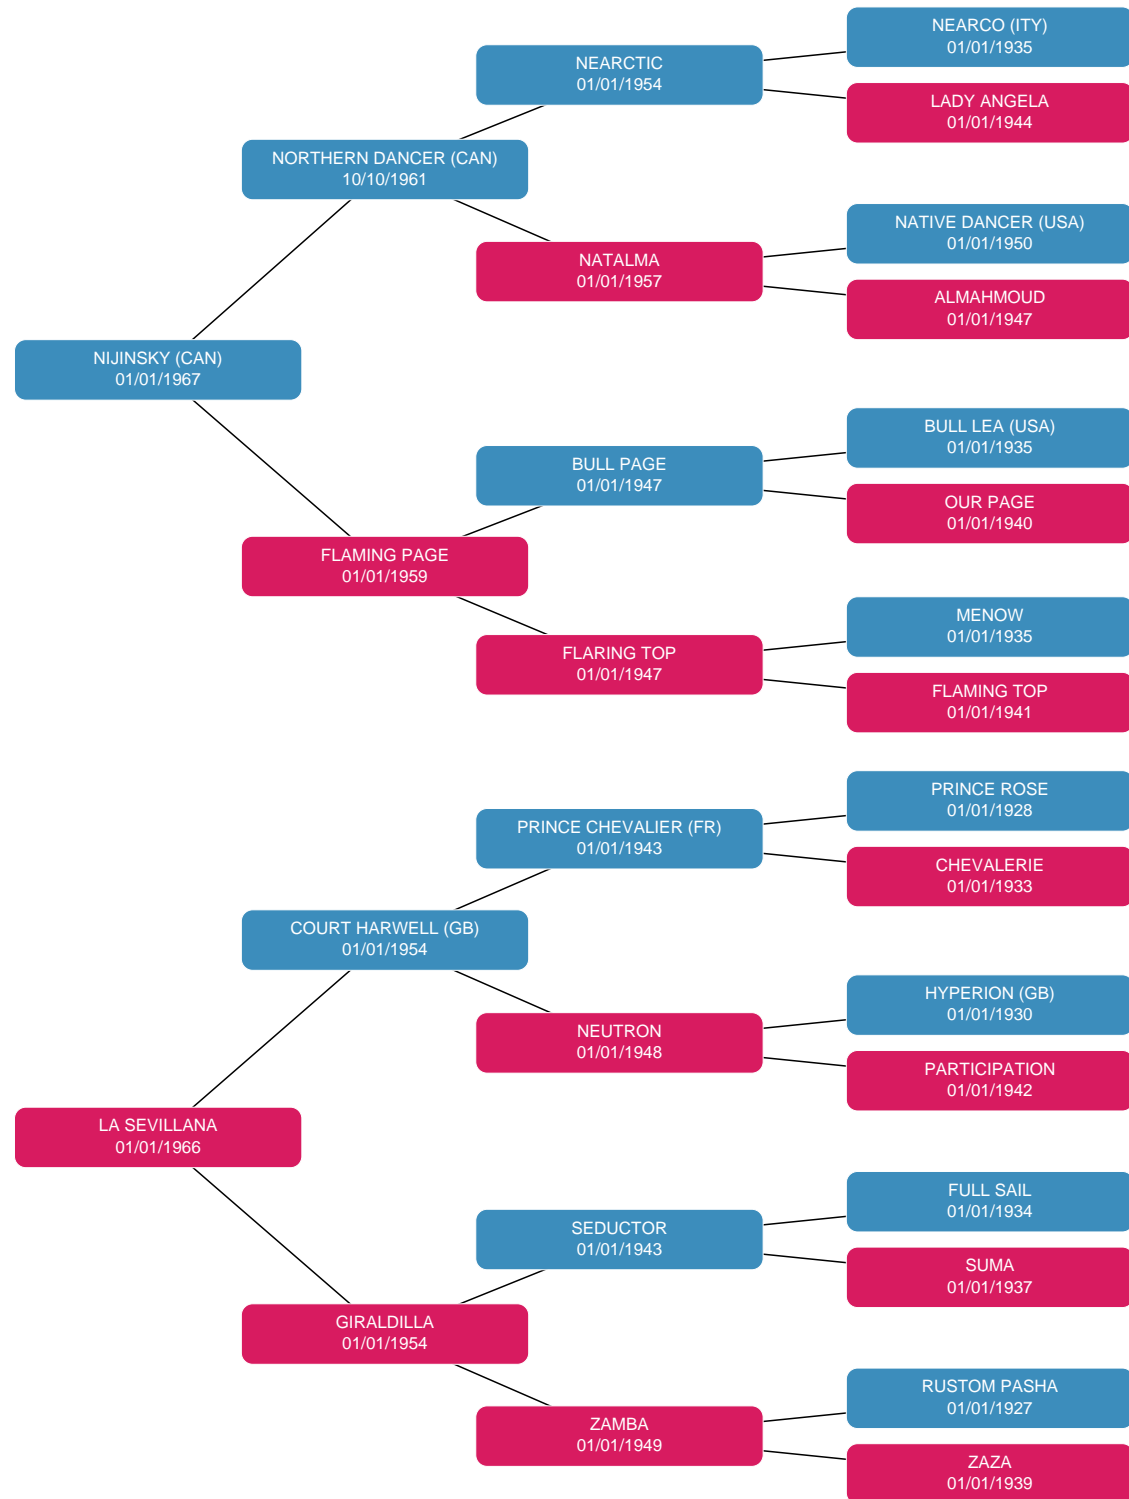 NEARCO (ITY)
01/01/1935
NEARCTIC
01/01/1954
LADY ANGELA
01/01/1944
NORTHERN DANCER (CAN)
10/10/1961
NATIVE DANCER (USA)
01/01/1950
NATALMA
01/01/1957
ALMAHMOUD
01/01/1947
NIJINSKY (CAN)
01/01/1967
BULL LEA (USA)
01/01/1935
BULL PAGE
01/01/1947
OUR PAGE
01/01/1940
FLAMING PAGE
01/01/1959
MENOW
01/01/1935
FLARING TOP
01/01/1947
FLAMING TOP
01/01/1941
PRINCE ROSE
01/01/1928
PRINCE CHEVALIER (FR)
01/01/1943
CHEVALERIE
01/01/1933
COURT HARWELL (GB)
01/01/1954
HYPERION (GB)
01/01/1930
NEUTRON
01/01/1948
PARTICIPATION
01/01/1942
LA SEVILLANA
01/01/1966
FULL SAIL
01/01/1934
SEDUCTOR
01/01/1943
SUMA
01/01/1937
GIRALDILLA
01/01/1954
RUSTOM PASHA
01/01/1927
ZAMBA
01/01/1949
ZAZA
01/01/1939